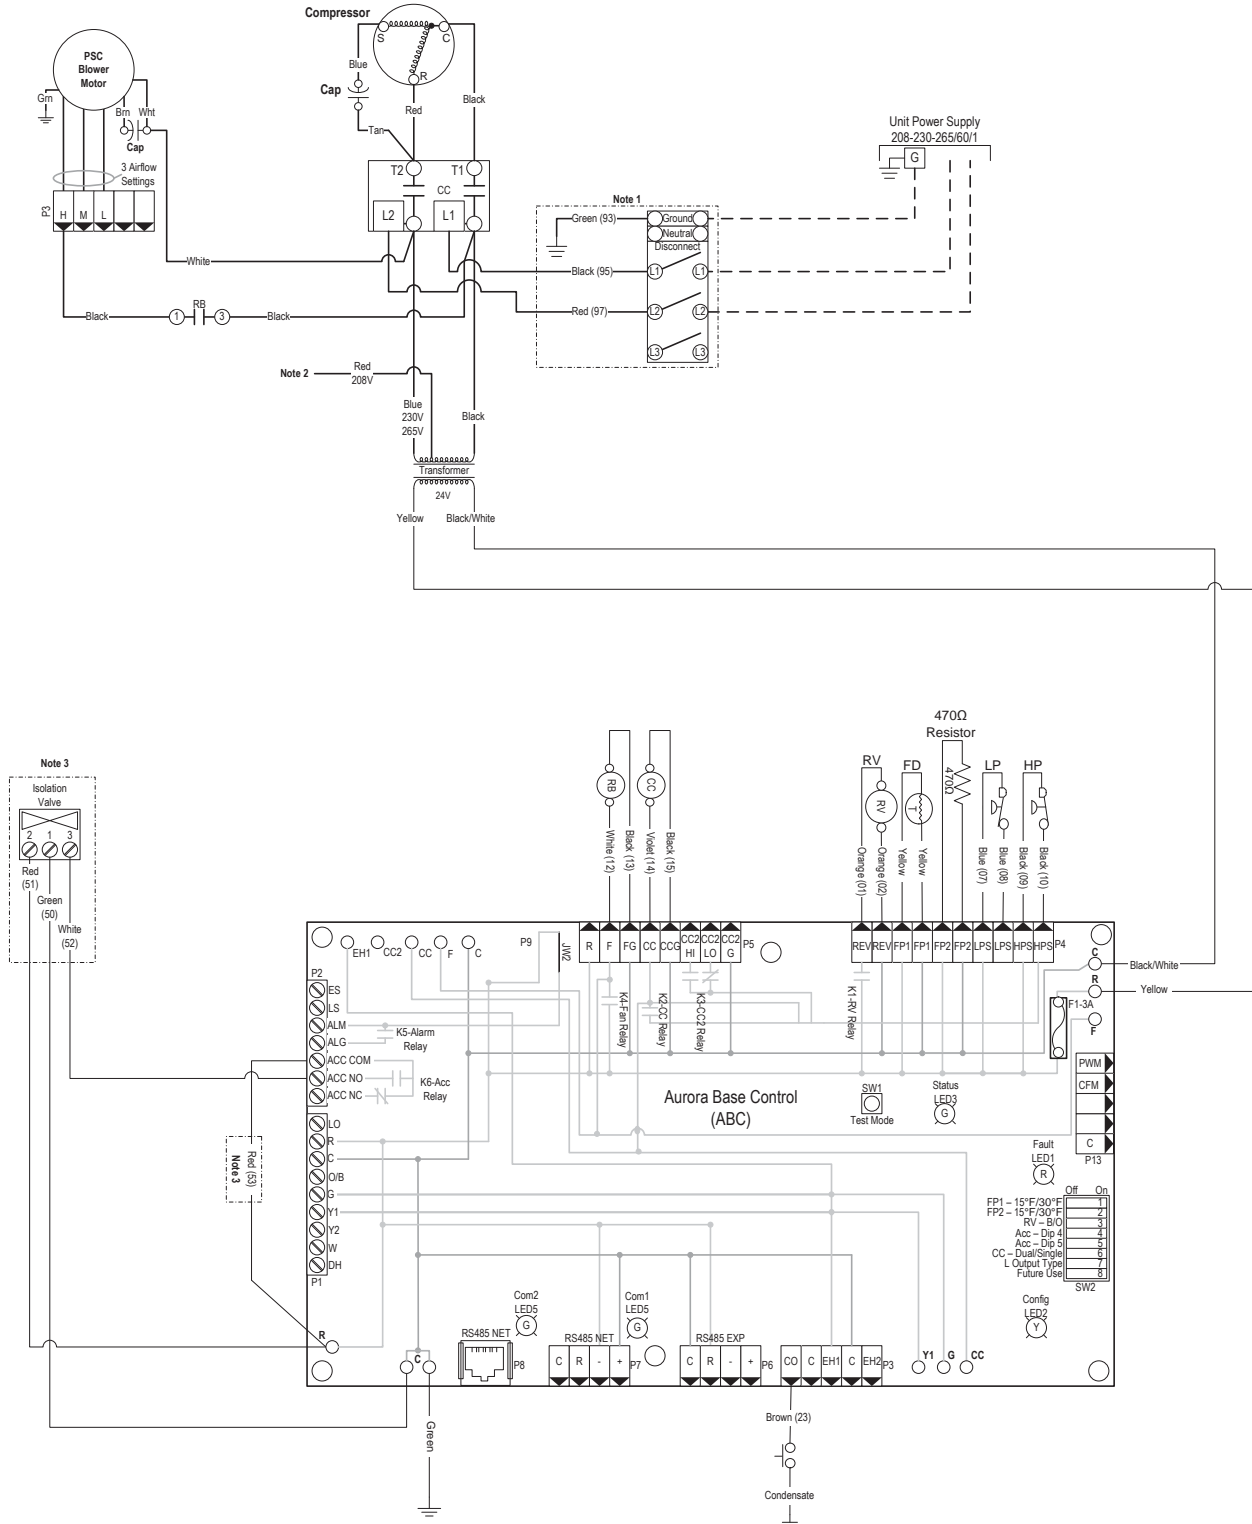 Compressor
S
C
R
PSC
Blower
Motor
Grn
Brn
Wht
Cap
Blue
Cap
Tan
Red
Black
3 Airflow
Settings
P3
H
M
L
T2
T1
CC
L2
L1
White
Black
RB
1
3
Black
Unit Power Supply
208-230-265/60/1
G
Note 1
Green (93)
Ground
Neutral
Disconnect
Black (95)
L1
L1
Red (97)
L2
L2
L3
L3
Note 2
Red
208V
Blue
230V
265V
Black
Transformer
24V
Yellow
Black/White
Note 3
Isolation
Valve
2
1
3
Red
(51)
Green
(50)
White
(52)
RB
CC
White (12)
Black (13)
Violet (14)
Black (15)
470Ω
Resistor
470Ω
RV
RV
FD
T
LP
HP
Orange (01)
Orange (02)
Yellow
Yellow
Blue (07)
Blue (08)
Black (09)
Black (10)
EH1
CC2
CC
F
C
P9
JW2
R
F
FG
CC
CCG
CC2
HI
CC2
LO
CC2
G
P5
REV
REV
FP1
FP1
FP2
FP2
LPS
LPS
HPS
HPS
P4
C
Black/White
R
Yellow
F1-3A
F
P2
ES
LS
ALM
ALG
ACC COM
ACC NO
ACC NC
K5-Alarm
Relay
K6-Acc
Relay
K4-Fan Relay
K2-CC Relay
K3-CC2 Relay
K1-RV Relay
Aurora Base Control
(ABC)
SW1
Test Mode
Status
LED3
G
PWM
CFM
C
P13
Fault
LED1
R
LO
R
C
O/B
G
Y1
Y2
W
DH
P1
Red (53)
Note 3
Off
On
FP1 – 15°F/30°F
1
FP2 – 15°F/30°F
2
RV – B/O
3
Acc – Dip 4
4
Acc – Dip 5
5
CC – Dual/Single
6
L Output Type
7
Future Use
8
SW2
Config
LED2
Y
R
C
Com2
LED5
G
Com1
LED5
G
RS485 NET
P8
RS485 NET
C
R
-
+
P7
RS485 EXP
C
R
-
+
P6
CO
C
EH1
C
EH2
P3
Y1
G
CC
Green
Brown (23)
Condensate